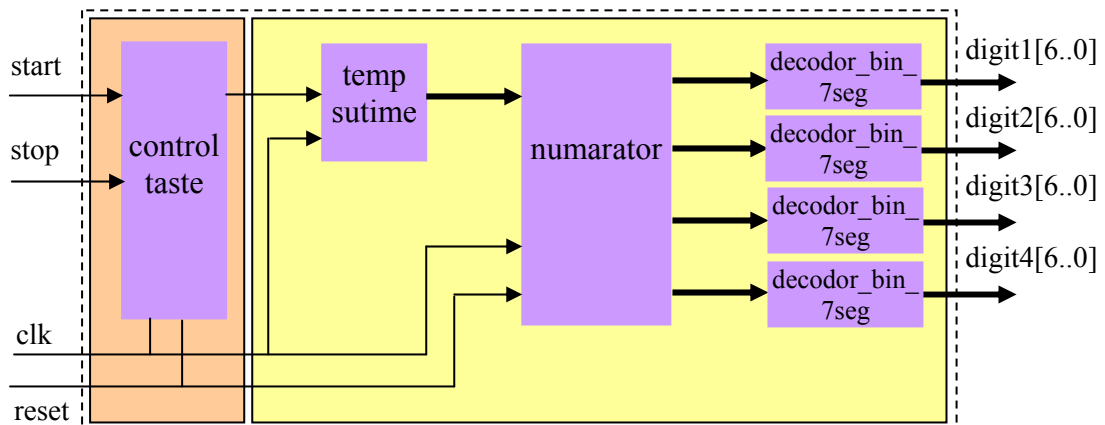 start
stop
clk
reset
control
taste
temp
sutime
numarator
decodor_bin_
7seg
decodor_bin_
7seg
decodor_bin_
7seg
decodor_bin_
7seg
digit1[6..0]
digit2[6..0]
digit3[6..0]
digit4[6..0]